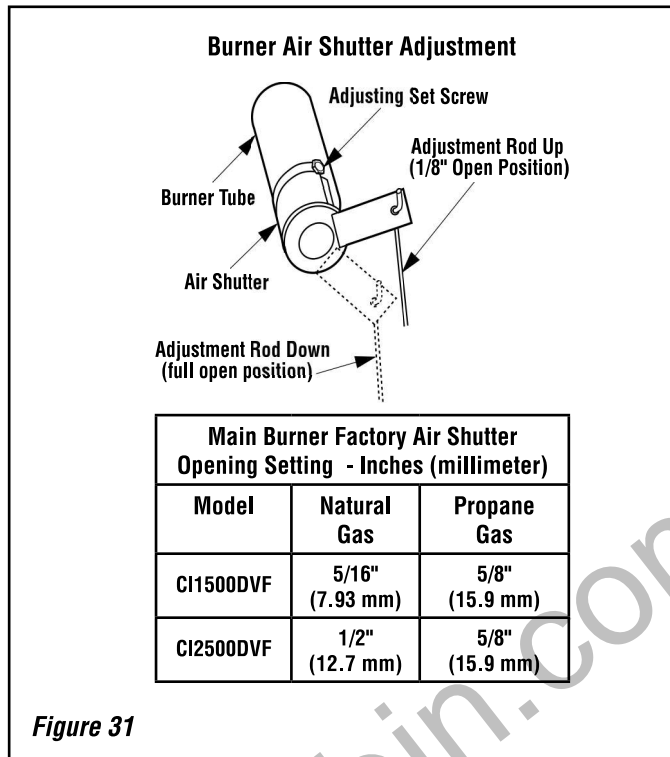 Burner Air Shutter Adjustment
Adjusting Set Screw
Adjustment Rod Up
(1/8" Open Position)
Burner Tube
Air Shutter
Adjustment Rod Down
(full open position)
Main Burner Factory Air Shutter
Opening Setting - Inches (millimeter)
Model Natural Gas Propane Gas
CI1500DVF 5/16" (7.93 mm) 5/8" (15.9 mm)
CI2500DVF 1/2" (12.7 mm) 5/8" (15.9 mm)
Figure 31